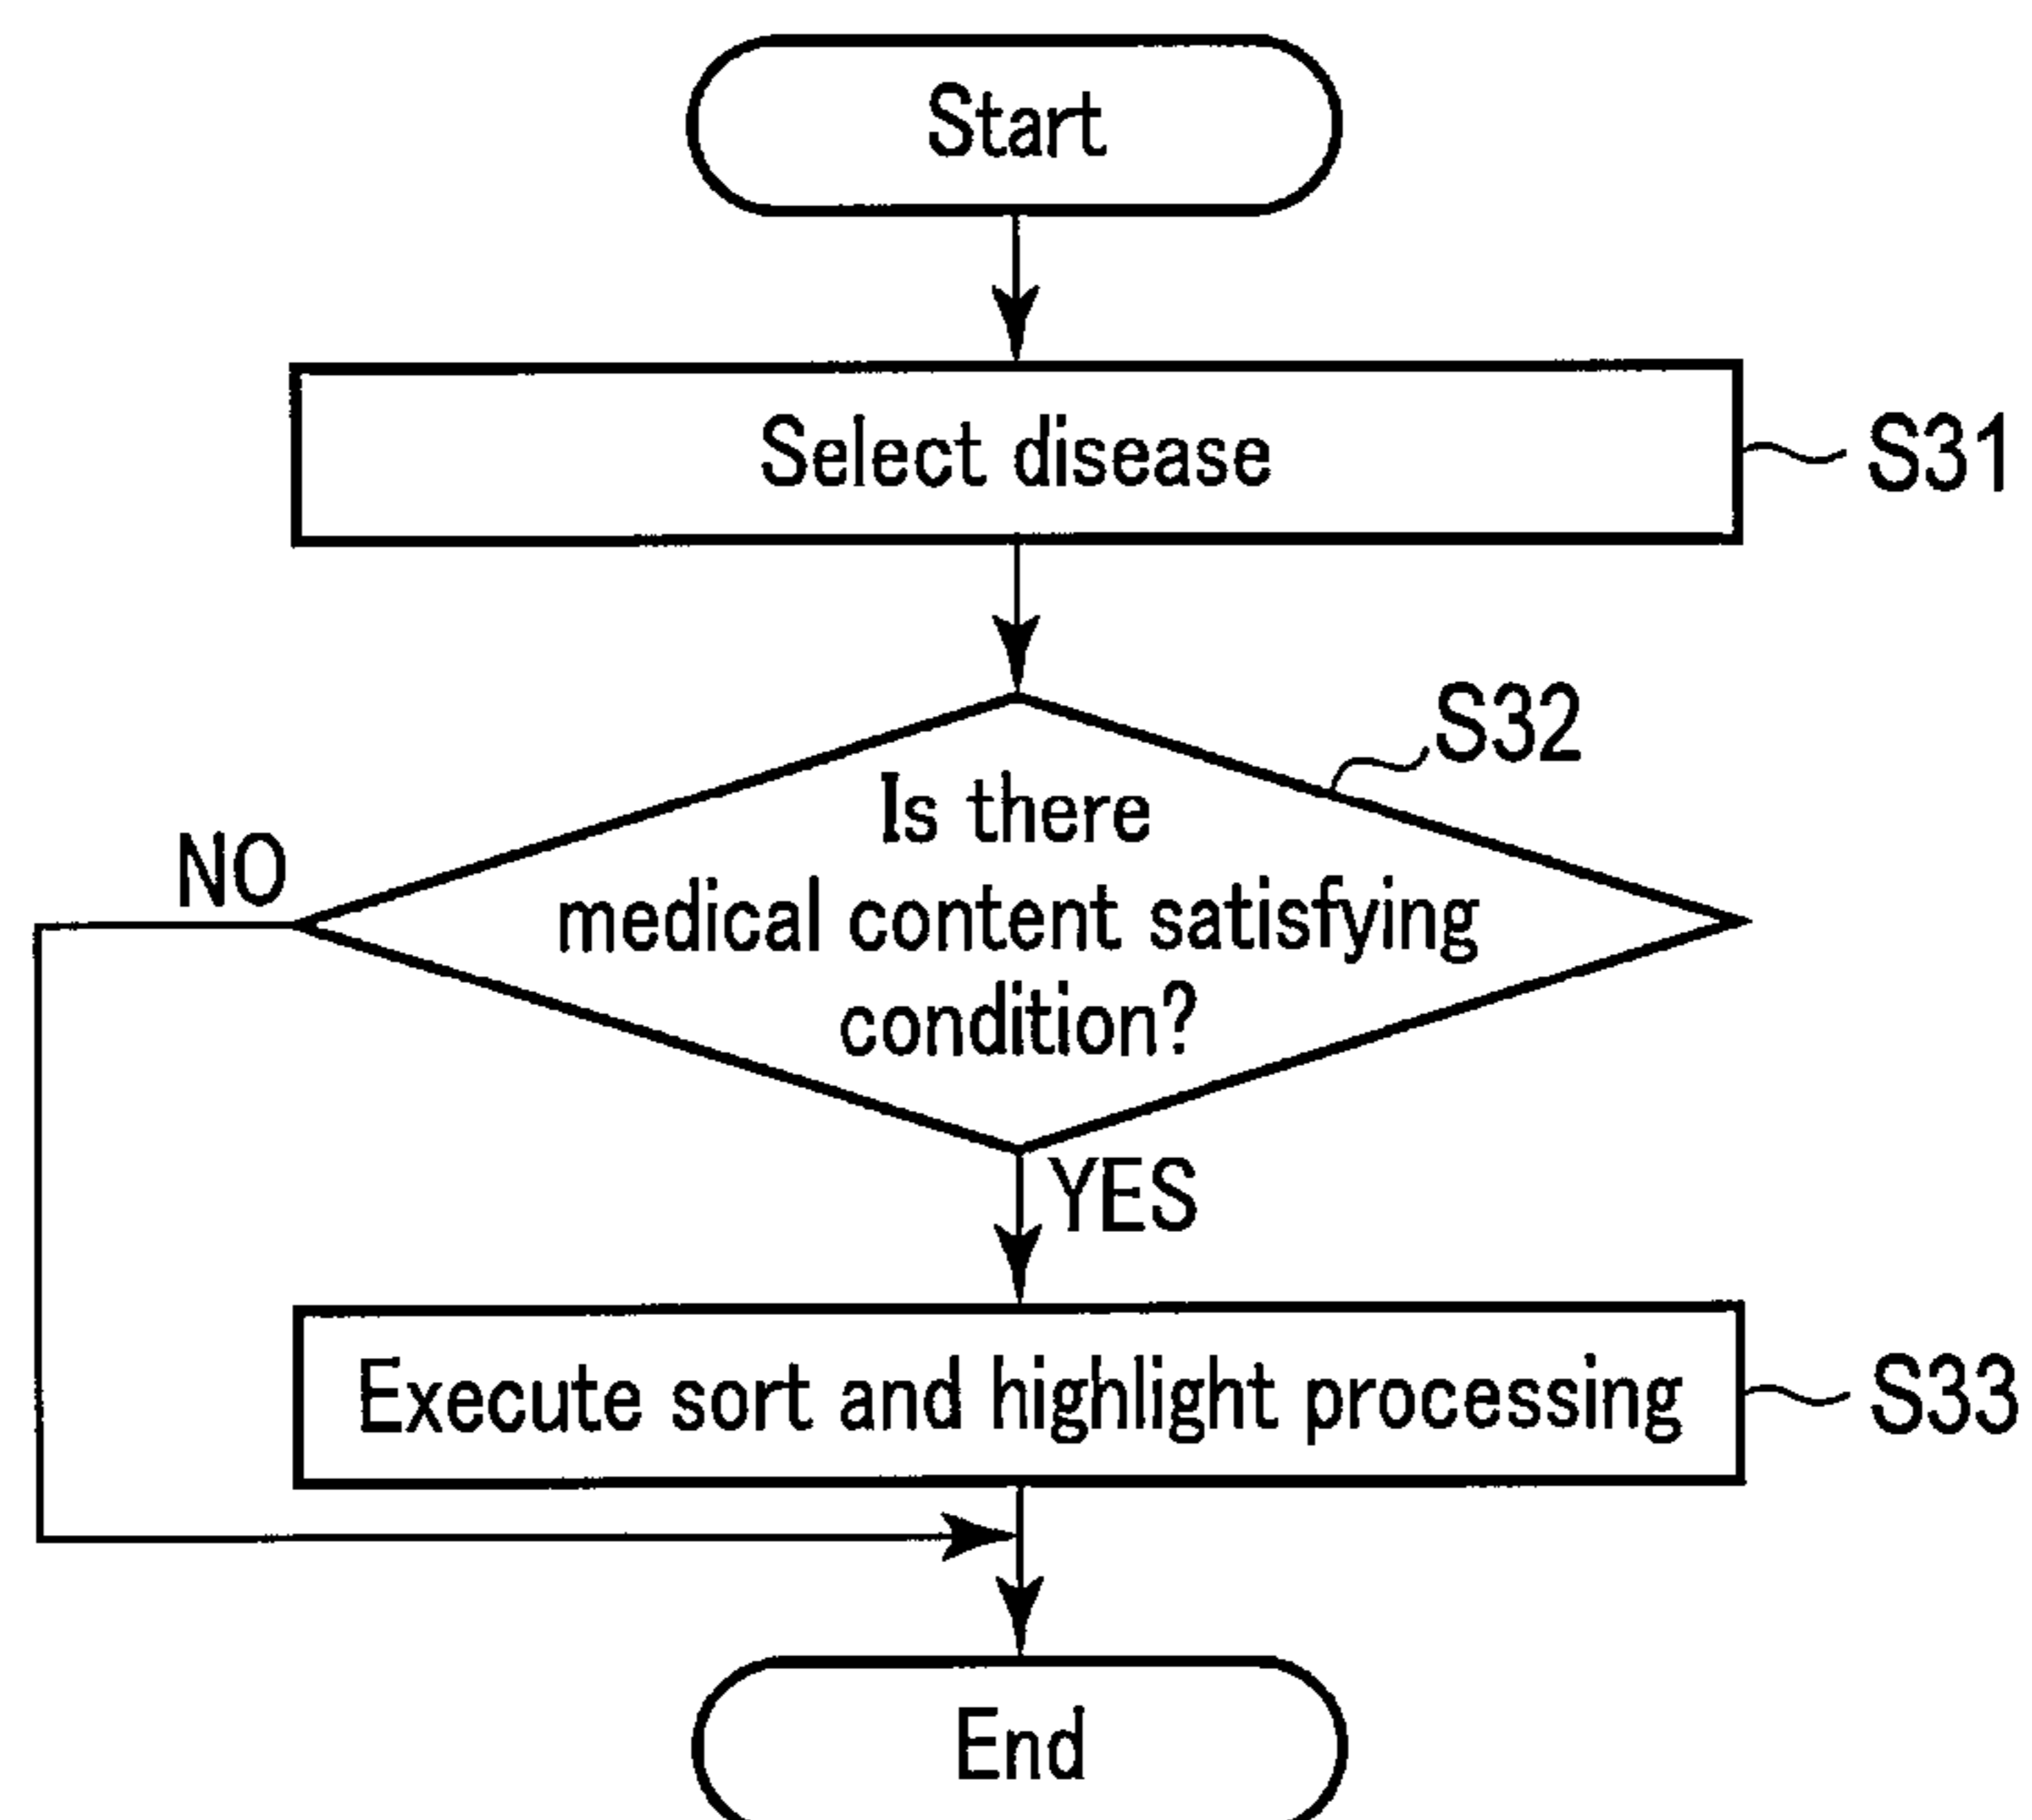 Start
Select disease
S31
S32
Is there
medical content satisfying
condition?
NO
YES
Execute sort and highlight processing
S33
End